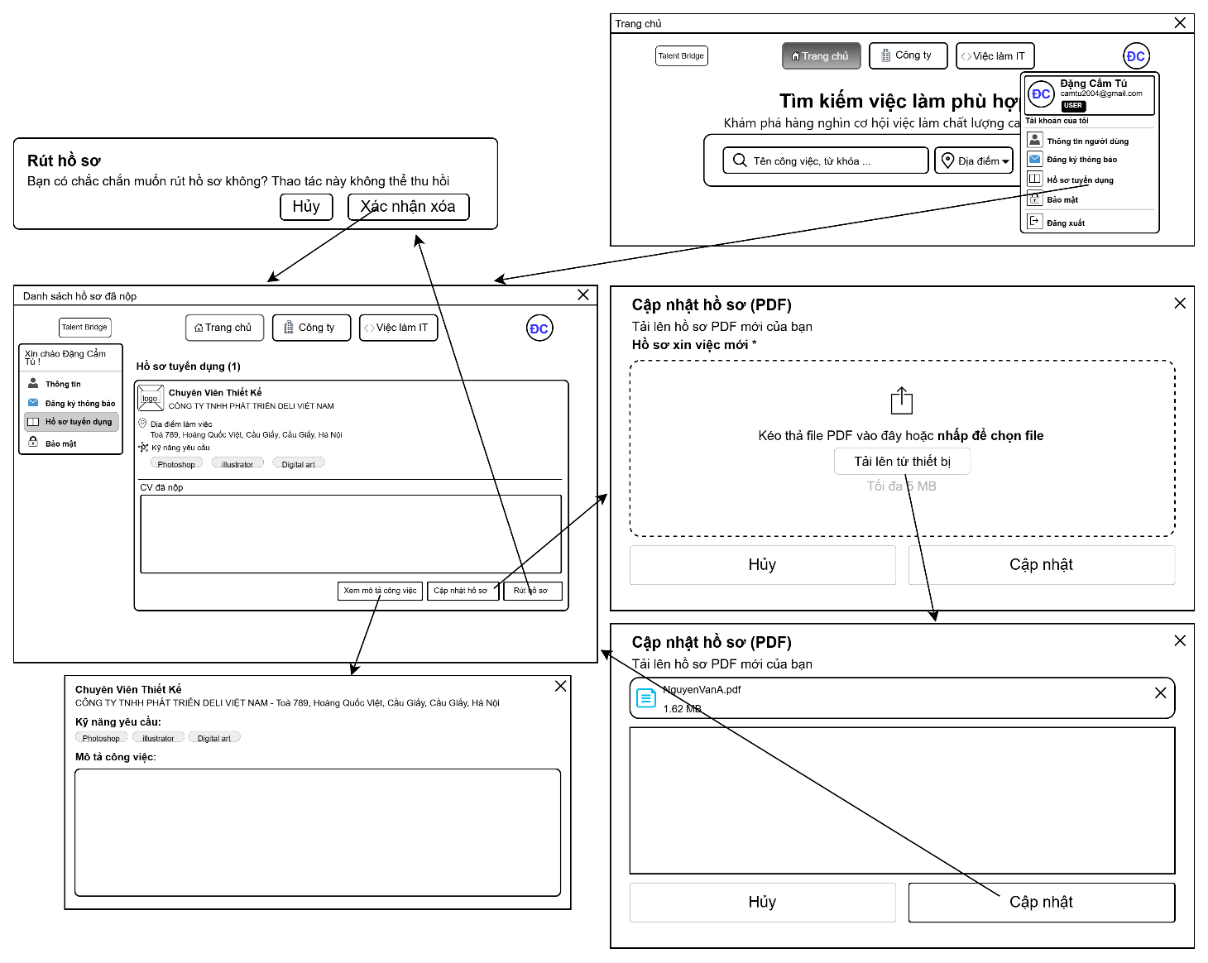 Trang chủ
Talent Bridge
Trang chủ
Công ty
Việc làm IT
ĐC
Tìm kiếm việc làm phù hợ
Khám phá hàng nghìn cơ hội việc làm chất lượng ca
Tên công việc, từ khóa ...
Địa điểm
ĐC
Đặng Cẩm Tú
camtu2004@gmail.com
USER
Tài khoản của tôi
Thông tin người dùng
Đăng ký thông báo
Hồ sơ tuyển dụng
Bảo mật
Đăng xuất
Rút hồ sơ
Bạn có chắc chắn muốn rút hồ sơ không? Thao tác này không thể thu hồi
Hủy
Xác nhận xóa
Danh sách hồ sơ đã nộp
Talent Bridge
Trang chủ
Công ty
Việc làm IT
ĐC
Xin chào Đặng Cẩm
Tú !
Thông tin
Đăng ký thông báo
Hồ sơ tuyển dụng
Bảo mật
Hồ sơ tuyển dụng (1)
logo
Chuyên Viên Thiết Kế
CÔNG TY TNHH PHÁT TRIỂN DELI VIỆT NAM
Địa điểm làm việc
Toà 789, Hoàng Quốc Việt, Cầu Giấy, Cầu Giấy, Hà Nội
Kỹ năng yêu cầu
Photoshop
illustrator
Digital art
CV đã nộp
Xem mô tả công việc
Cập nhật hồ sơ
Rút hồ sơ
Cập nhật hồ sơ (PDF)
Tải lên hồ sơ PDF mới của bạn
Hồ sơ xin việc mới *
Kéo thả file PDF vào đây hoặc nhấp để chọn file
Tải lên từ thiết bị
Tối đa 5 MB
Hủy
Cập nhật
Cập nhật hồ sơ (PDF)
Tải lên hồ sơ PDF mới của bạn
NguyenVanA.pdf
1.62 MB
Hủy
Cập nhật
Chuyên Viên Thiết Kế
CÔNG TY TNHH PHÁT TRIỂN DELI VIỆT NAM - Toà 789, Hoàng Quốc Việt, Cầu Giấy, Cầu Giấy, Hà Nội
Kỹ năng yêu cầu:
Photoshop
illustrator
Digital art
Mô tả công việc: